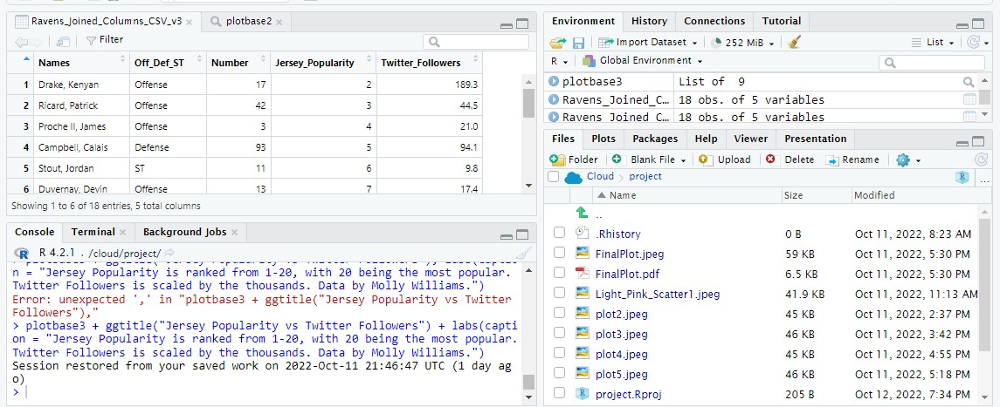 Ravens_Joined_Columns_CSV_v3 × plotbase2 ×
Filter
Names Off_Def_ST Number Jersey_Popularity Twitter_Followers
1 Drake, Kenyan Offense 17 2 189.3
2 Ricard, Patrick Offense 42 3 44.5
3 Proche II, James Offense 3 4 21.0
4 Campbell, Calais Defense 93 5 94.1
5 Stout, Jordan ST 11 6 9.8
6 Duvernay, Devin Offense 13 7 17.4
Showing 1 to 6 of 18 entries, 5 total columns
Console Terminal × Background Jobs ×
R 4.2.1 . /cloud/project/
> plotbase3 + ggtitle("Jersey Popularity vs Twitter Followers"), labs(captio
n = "Jersey Popularity is ranked from 1-20, with 20 being the most popular.
Twitter Followers is scaled by the thousands. Data by Molly Williams.")
Error: unexpected ',' in "plotbase3 + ggtitle("Jersey Popularity vs Twitter
Followers"),"
> plotbase3 + ggtitle("Jersey Popularity vs Twitter Followers") + labs(capti
on = "Jersey Popularity is ranked from 1-20, with 20 being the most popular.
Twitter Followers is scaled by the thousands. Data by Molly Williams.")
Session restored from your saved work on 2022-Oct-11 21:46:47 UTC (1 day ag
o)
>
Environment History Connections Tutorial
Import Dataset 252 MiB List
R Global Environment
plotbase3 List of 9
Ravens_Joined_C… 18 obs. of 5 variables
Ravens_Joined_C… 18 obs. of 5 variables
Files Plots Packages Help Viewer Presentation
Folder Blank File Upload Delete Rename
Cloud project R ...
Name Size Modified
..
.Rhistory 0 B Oct 11, 2022, 8:23 AM
FinalPlot.jpeg 59 KB Oct 11, 2022, 5:30 PM
FinalPlot.pdf 6.5 KB Oct 11, 2022, 5:30 PM
Light_Pink_Scatter1.jpeg 41.9 KB Oct 11, 2022, 11:13 AM
plot2.jpeg 45 KB Oct 11, 2022, 2:37 PM
plot3.jpeg 46 KB Oct 11, 2022, 3:42 PM
plot4.jpeg 45 KB Oct 11, 2022, 4:55 PM
plot5.jpeg 46 KB Oct 11, 2022, 5:18 PM
project.Rproj 205 B Oct 12, 2022, 7:34 PM